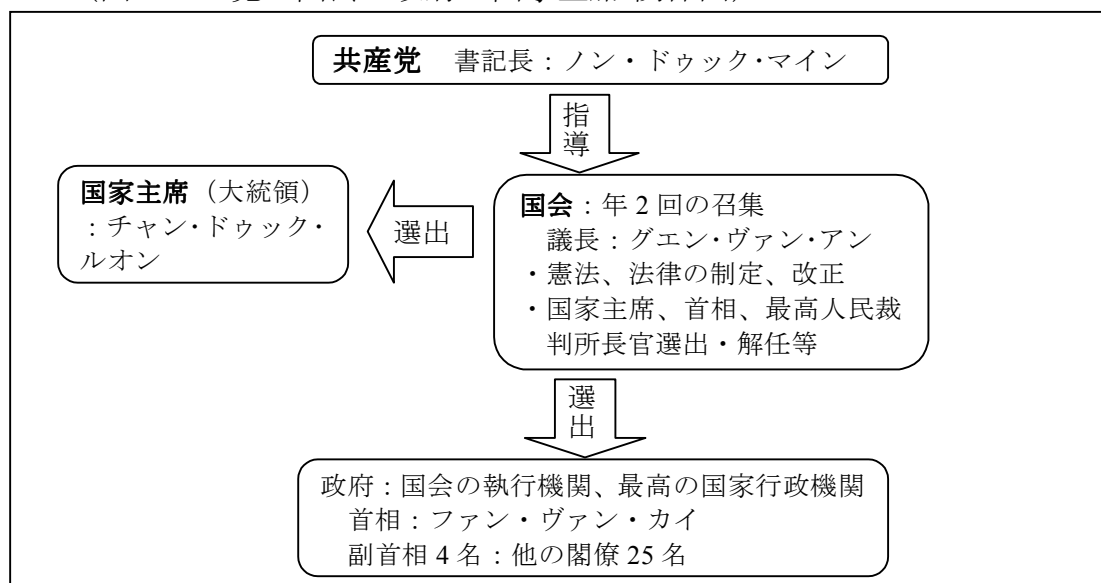 共産党　書記長：ノン・ドゥック・マイン
指導
国家主席（大統領）
：チャン・ドゥック・
ルオン
選出
国会：年 2 回の召集
議長：グエン・ヴァン・アン
・憲法、法律の制定、改正
・国家主席、首相、最高人民裁
判所長官選出・解任等
選出
政府：国会の執行機関、最高の国家行政機関
首相：ファン・ヴァン・カイ
副首相 4 名：他の閣僚 25 名